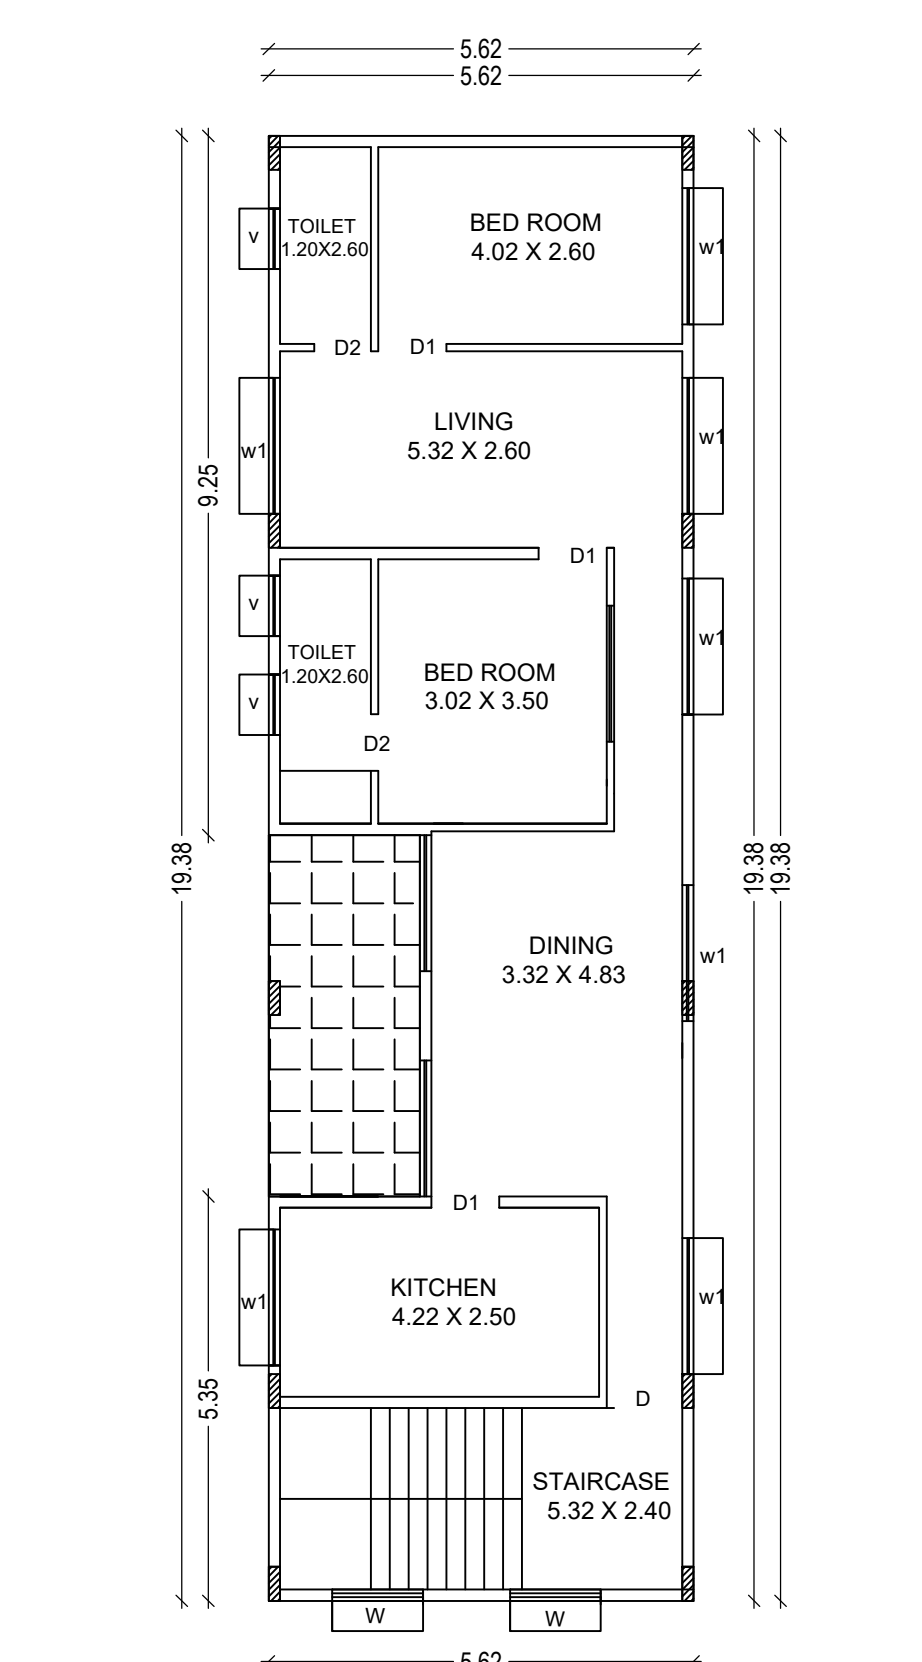 5.62
5.62
TOILET
1.20X2.60
BED ROOM
4.02 X 2.60
v
w1
D2
D1
LIVING
5.32 X 2.60
w1
w1
9.25
D1
v
w1
TOILET
1.20X2.60
BED ROOM
3.02 X 3.50
v
D2
19.38
19.38
19.38
DINING
3.32 X 4.83
w1
D1
KITCHEN
4.22 X 2.50
w1
w1
5.35
D
STAIRCASE
5.32 X 2.40
W
W
5.62